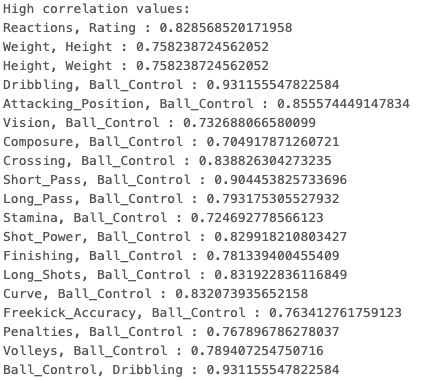 High correlation values:
Reactions, Rating : 0.828568520171958
Weight, Height : 0.758238724562052
Height, Weight : 0.758238724562052
Dribbling, Ball_Control : 0.931155547822584
Attacking_Position, Ball_Control : 0.855574449147834
Vision, Ball_Control : 0.732688066580099
Composure, Ball_Control : 0.704917871260721
Crossing, Ball_Control : 0.838826304273235
Short_Pass, Ball_Control : 0.904453825733696
Long_Pass, Ball_Control : 0.793175305527932
Stamina, Ball_Control : 0.724692778566123
Shot_Power, Ball_Control : 0.829918210803427
Finishing, Ball_Control : 0.781339400455409
Long_Shots, Ball_Control : 0.831922836116849
Curve, Ball_Control : 0.832073935652158
Freekick_Accuracy, Ball_Control : 0.763412761759123
Penalties, Ball_Control : 0.767896786278037
Volleys, Ball_Control : 0.789407254750716
Ball_Control, Dribbling : 0.931155547822584